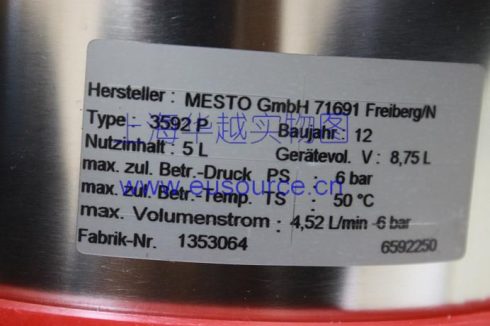 Hersteller : MESTO GmbH 71691 Freiberg/N
Type : 3592 P Baujahr : 12
上海华越实物图
Nutzinhalt : 5 L Gerätevol. V : 8,75 L
max. zul. Betr.-Druck PS : 6 bar
www.eusource.cn
max. zul. Betr.-Temp. TS : 50 °C
max. Volumenstrom : 4,52 L/min -6 bar
Fabrik-Nr. 1353064 6592250